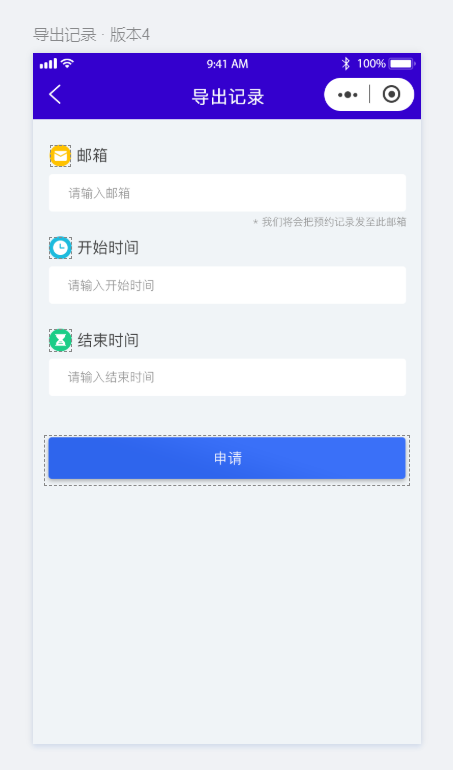 导出记录 · 版本4
9:41 AM
100%
导出记录
邮箱
请输入邮箱
* 我们将会把预约记录发至此邮箱
开始时间
请输入开始时间
结束时间
请输入结束时间
申请